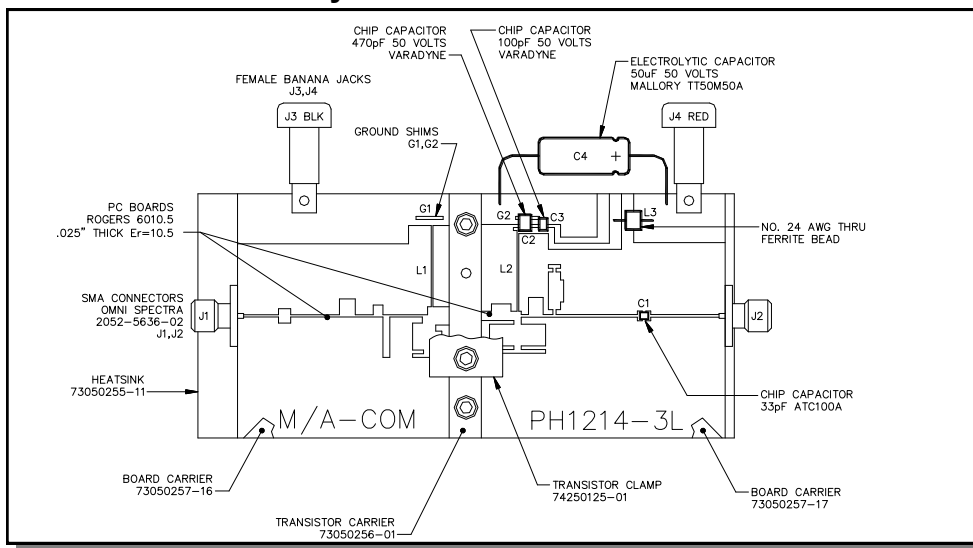 CHIP CAPACITOR
470pF 50 VOLTS
VARADYNE
CHIP CAPACITOR
100pF 50 VOLTS
VARADYNE
ELECTROLYTIC CAPACITOR
50uF 50 VOLTS
MALLORY TT50M50A
FEMALE BANANA JACKS
J3,J4
J3 BLK
GROUND SHIMS
G1,G2
C4
+
J4 RED
PC BOARDS
ROGERS 6010.5
.025" THICK Er=10.5
G1
G2
C3
C2
L3
NO. 24 AWG THRU
FERRITE BEAD
L1
L2
SMA CONNECTORS
OMNI SPECTRA
2052-5636-02
J1,J2
J1
C1
J2
HEATSINK
73050255-11
CHIP CAPACITOR
33pF ATC100A
M/A-COM
PH1214-3L
BOARD CARRIER
73050257-16
TRANSISTOR CARRIER
73050256-01
TRANSISTOR CLAMP
74250125-01
BOARD CARRIER
73050257-17